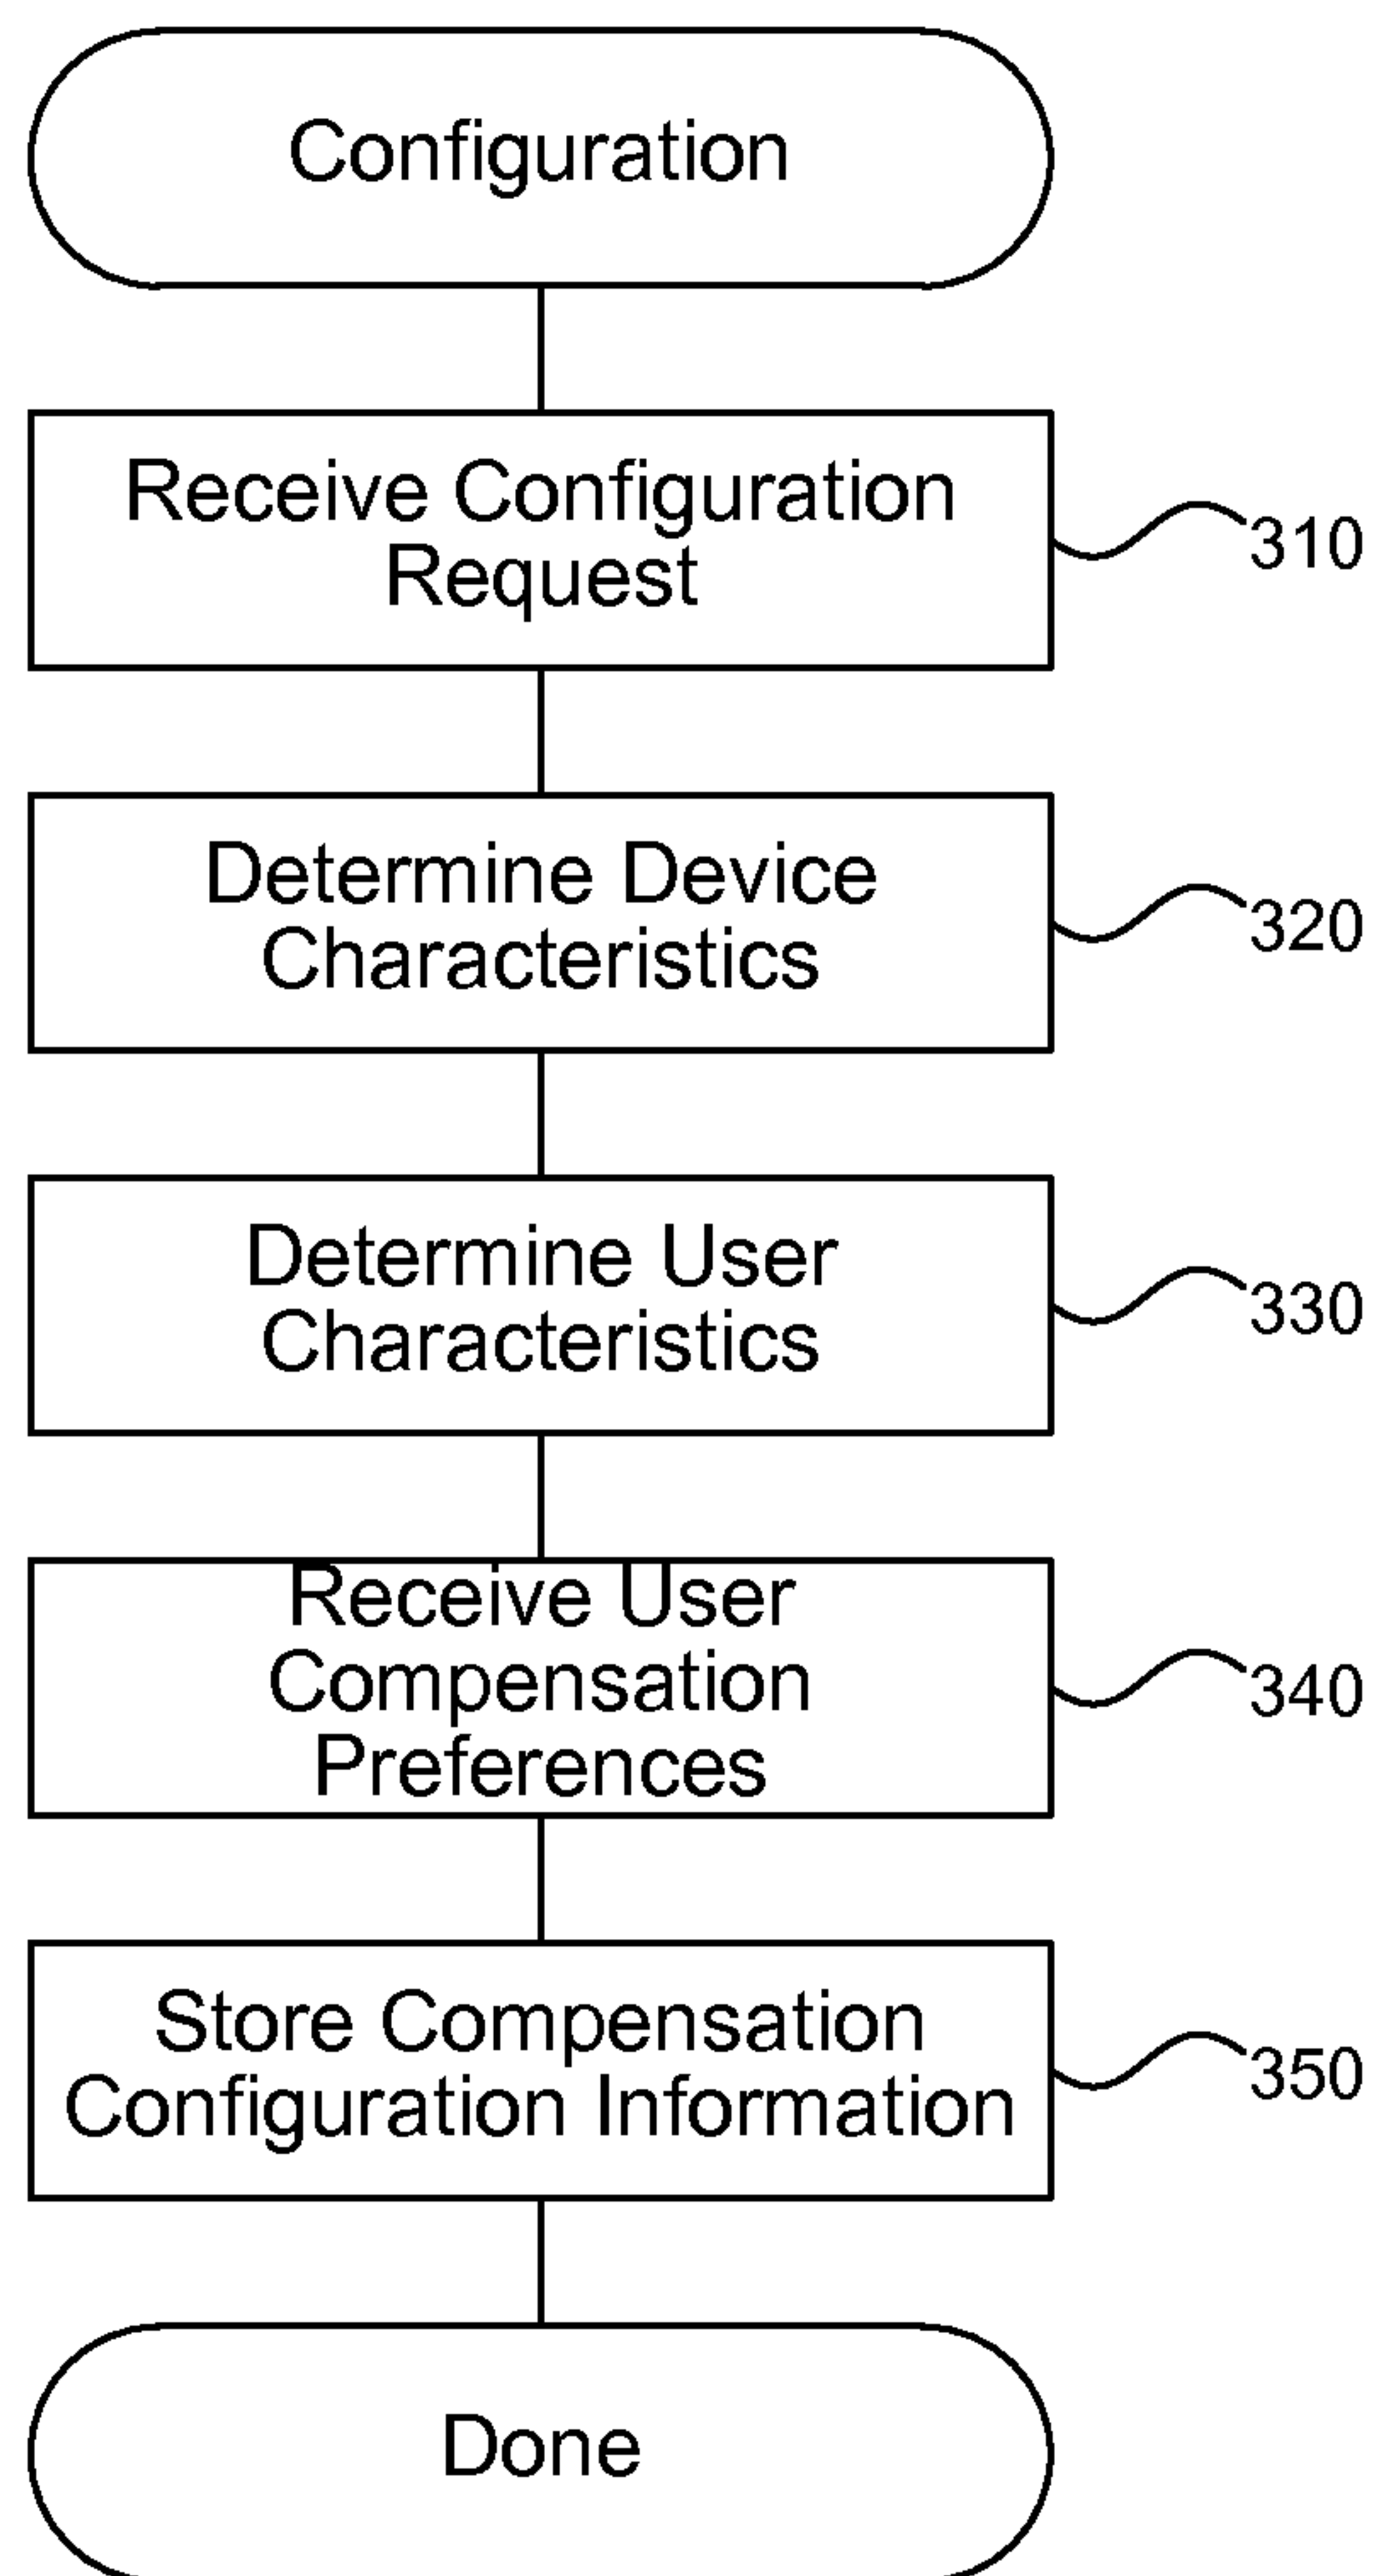 Configuration
Receive Configuration
Request
310
Determine Device
Characteristics
320
Determine User
Characteristics
330
Receive User
Compensation
Preferences
340
Store Compensation
Configuration Information
350
Done